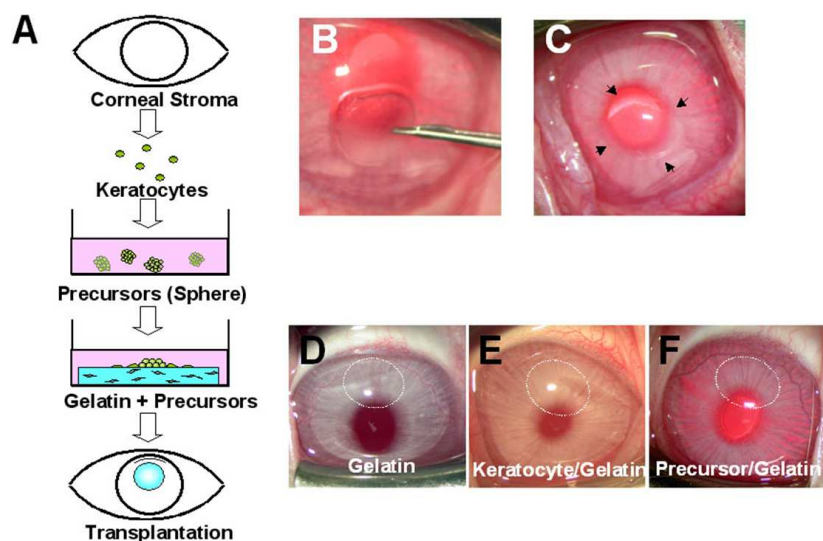 A
Corneal Stroma
Keratocytes
Precursors (Sphere)
Gelatin + Precursors
Transplantation
B
C
D
Gelatin
E
Keratocyte/Gelatin
F
Precursor/Gelatin